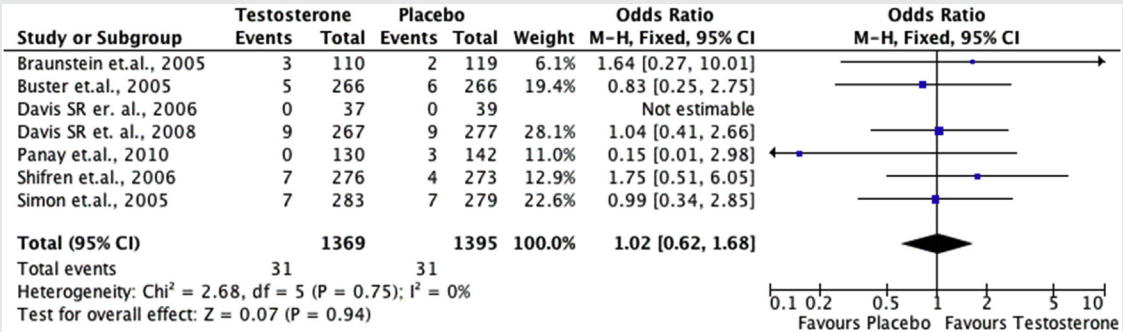 Testosterone Placebo Odds Ratio Odds Ratio
Study or Subgroup Events Total Events Total Weight M-H, Fixed, 95% CI M-H, Fixed, 95% CI
Braunstein et.al., 2005 3 110 2 119 6.1% 1.64 [0.27, 10.01]
Buster et.al., 2005 5 266 6 266 19.4% 0.83 [0.25, 2.75]
Davis SR er. al., 2006 0 37 0 39 Not estimable
Davis SR et. al., 2008 9 267 9 277 28.1% 1.04 [0.41, 2.66]
Panay et.al., 2010 0 130 3 142 11.0% 0.15 [0.01, 2.98]
Shifren et.al., 2006 7 276 4 273 12.9% 1.75 [0.51, 6.05]
Simon et.al., 2005 7 283 7 279 22.6% 0.99 [0.34, 2.85]
Total (95% CI) 1369 1395 100.0% 1.02 [0.62, 1.68]
Total events 31 31
Heterogeneity: Chi² = 2.68, df = 5 (P = 0.75); I² = 0%
Test for overall effect: Z = 0.07 (P = 0.94)
0.1 0.2 0.5 1 2 5 10
Favours Placebo Favours Testosterone